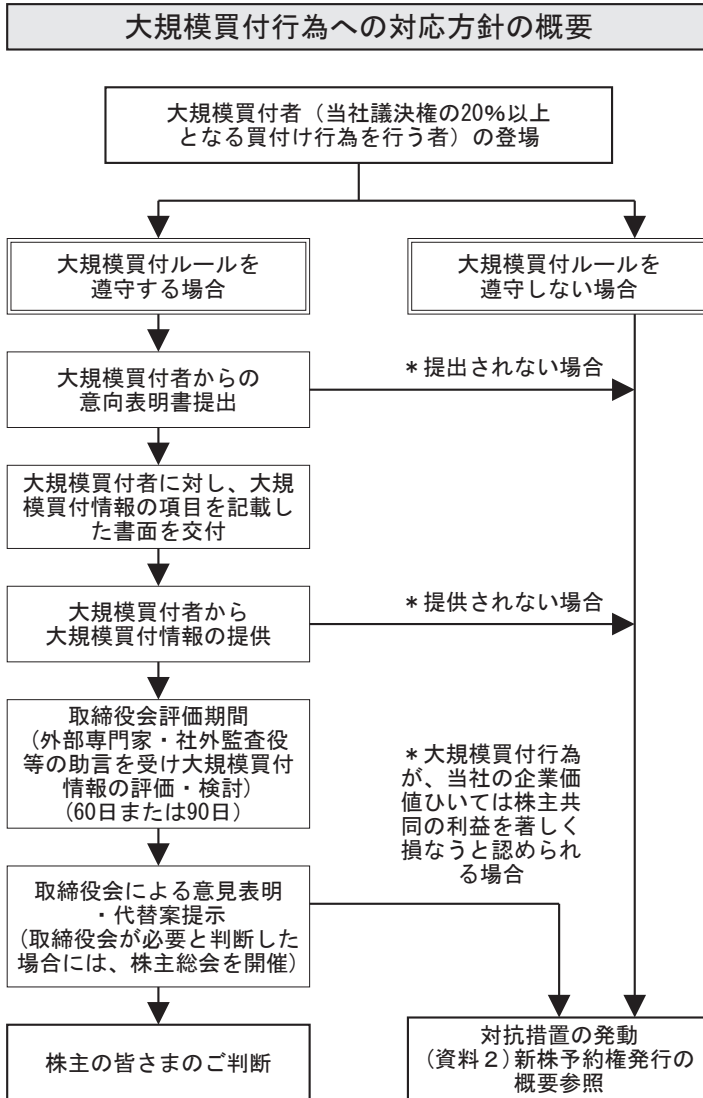 大規模買付行為への対応方針の概要
大規模買付者（当社議決権の20%以上
となる買付け行為を行う者）の登場
大規模買付ルールを
遵守する場合
大規模買付ルールを
遵守しない場合
大規模買付者からの
意向表明書提出
＊提出されない場合
大規模買付者に対し、大規
模買付情報の項目を記載し
た書面を交付
大規模買付者から
大規模買付情報の提供
＊提供されない場合
取締役会評価期間
(外部専門家・社外監査役
等の助言を受け大規模買付
情報の評価・検討)
(60日または90日)
＊大規模買付行為
が、当社の企業価
値ひいては株主共
同の利益を著しく
損なうと認められ
る場合
取締役会による意見表明
・代替案提示
(取締役会が必要と判断した
場合には、株主総会を開催)
株主の皆さまのご判断
対抗措置の発動
(資料２)新株予約権発行の
概要参照